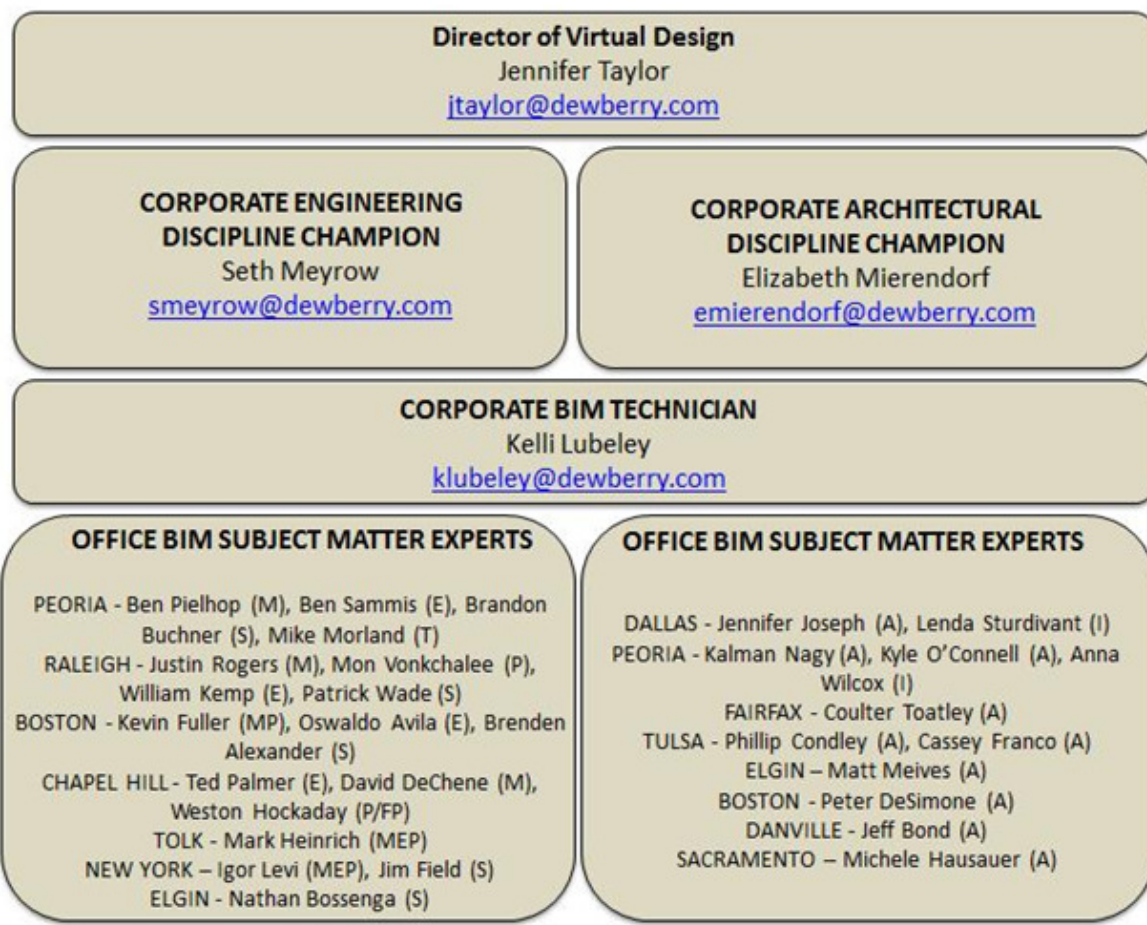 Director of Virtual Design
Jennifer Taylor
jtaylor@dewberry.com
CORPORATE ENGINEERING
DISCIPLINE CHAMPION
Seth Meyrow
smeyrow@dewberry.com
CORPORATE ARCHITECTURAL
DISCIPLINE CHAMPION
Elizabeth Mierendorf
emierendorf@dewberry.com
CORPORATE BIM TECHNICIAN
Kelli Lubeley
klubeley@dewberry.com
OFFICE BIM SUBJECT MATTER EXPERTS
PEORIA - Ben Pielhop (M), Ben Sammis (E), Brandon
Buchner (S), Mike Morland (T)
RALEIGH - Justin Rogers (M), Mon Vonkchalee (P),
William Kemp (E), Patrick Wade (S)
BOSTON - Kevin Fuller (MP), Oswaldo Avila (E), Brenden
Alexander (S)
CHAPEL HILL - Ted Palmer (E), David DeChene (M),
Weston Hockaday (P/FP)
TOLK - Mark Heinrich (MEP)
NEW YORK – Igor Levi (MEP), Jim Field (S)
ELGIN - Nathan Bossenga (S)
OFFICE BIM SUBJECT MATTER EXPERTS
DALLAS - Jennifer Joseph (A), Lenda Sturdivant (I)
PEORIA - Kalman Nagy (A), Kyle O’Connell (A), Anna
Wilcox (I)
FAIRFAX - Coulter Toatley (A)
TULSA - Phillip Condley (A), Cassey Franco (A)
ELGIN – Matt Meives (A)
BOSTON - Peter DeSimone (A)
DANVILLE - Jeff Bond (A)
SACRAMENTO – Michele Hausauer (A)